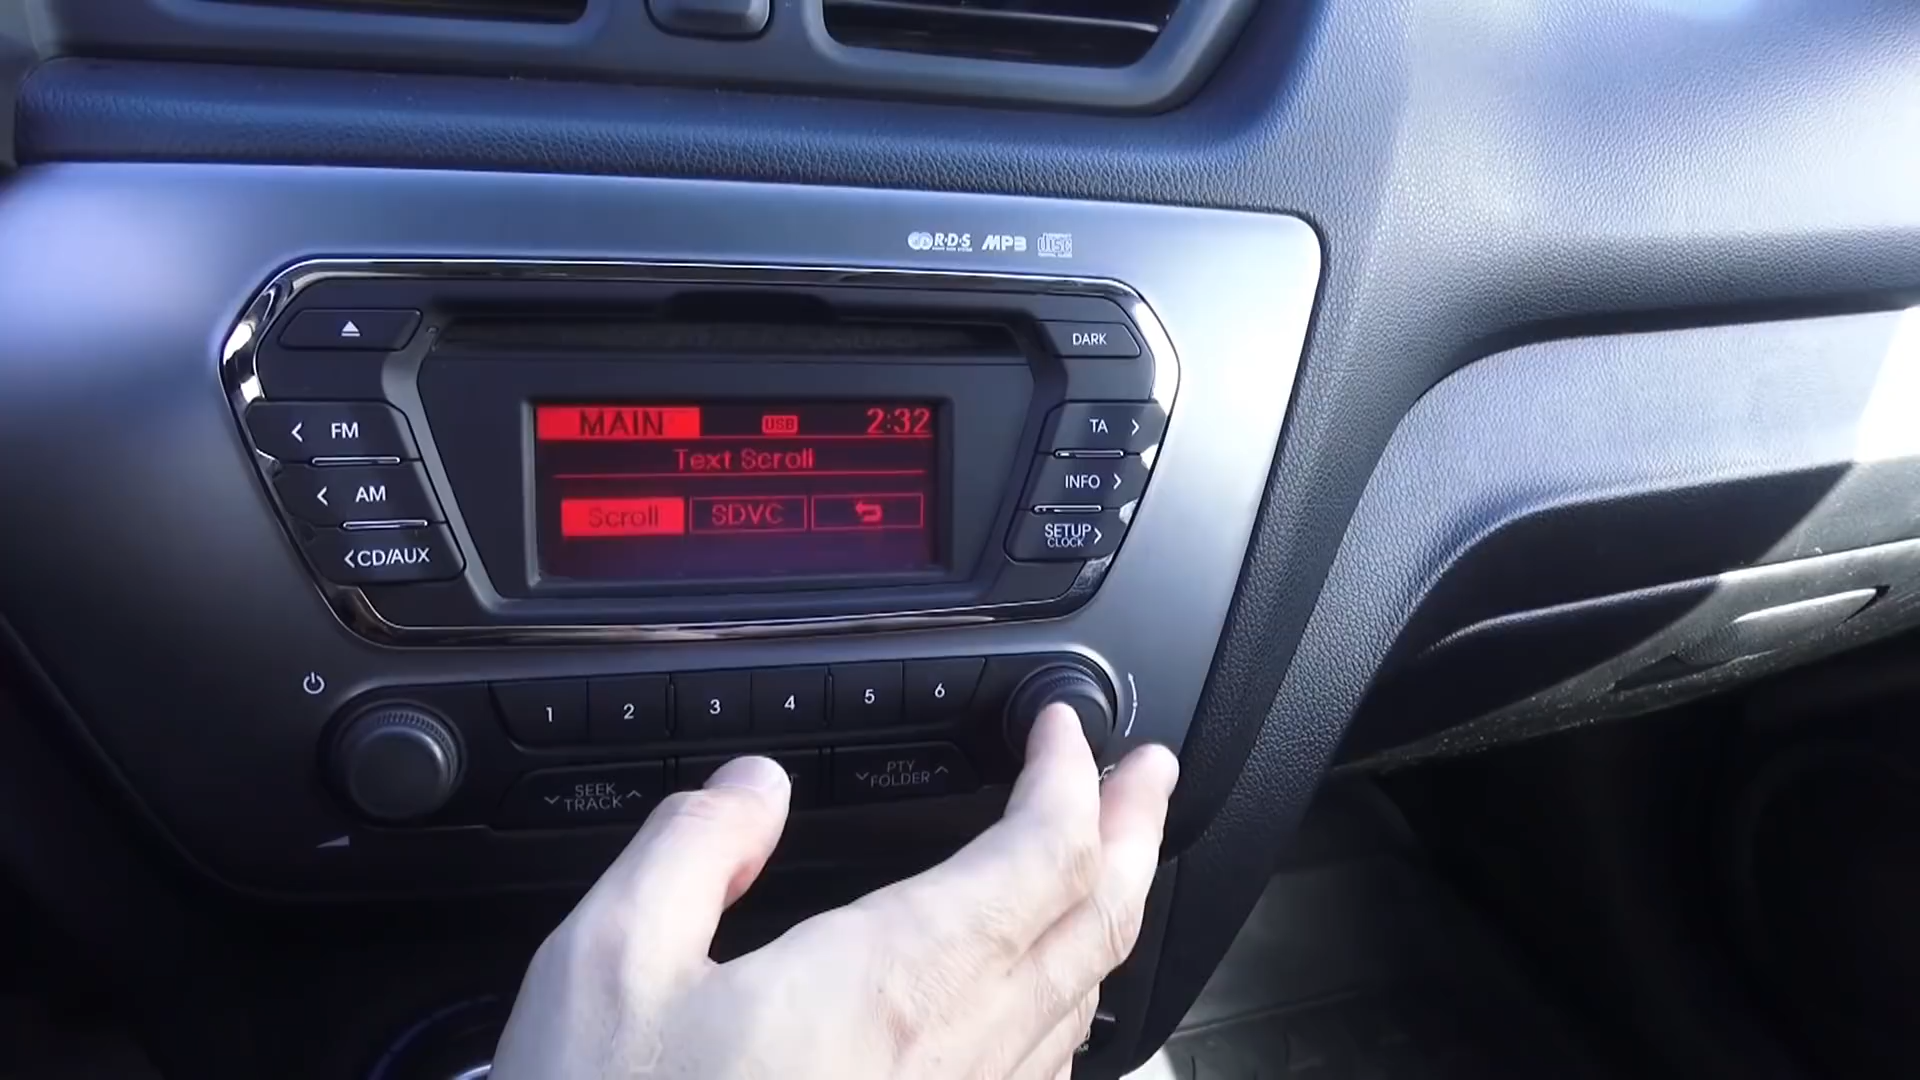 R·D·S MP3 DISC
DARK
FM
AM
CD/AUX
MAIN USB 2:32
Text Scroll
Scroll SDVC
TA
INFO
SETUP
CLOCK
1 2 3 4 5 6
SEEK
TRACK
PTY
FOLDER